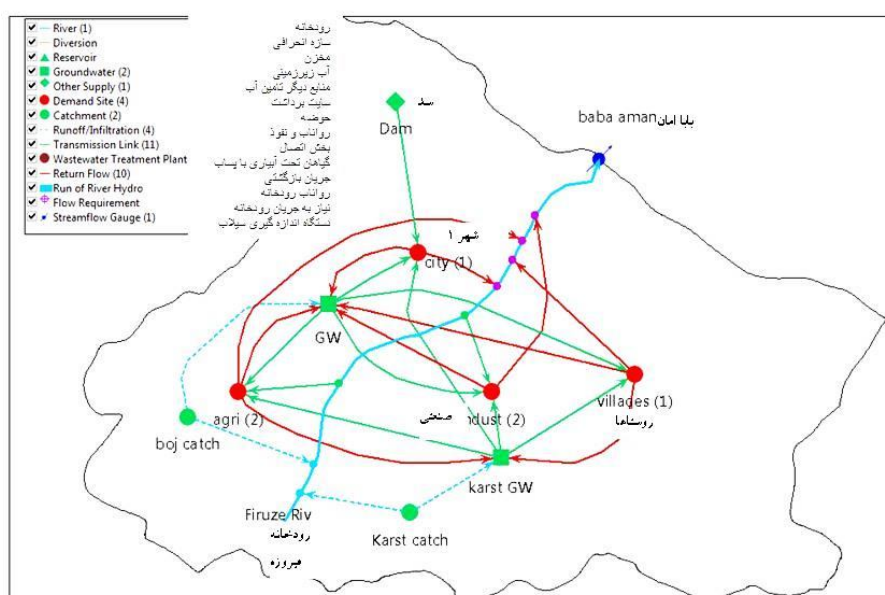 River (1)
Diversion
Reservoir
Groundwater (2)
Other Supply (1)
Demand Site (4)
Catchment (2)
Runoff/Infiltration (4)
Transmission Link (11)
Wastewater Treatment Plant
Return Flow (10)
Run of River Hydro
Flow Requirement
Streamflow Gauge (1)
رودخانه
سازه انحرافی
مخزن
آب زیرزمینی
منابع دیگر تامین آب
سایت برداشت
حوضه
رواناب و نفوذ
بخش اتصال
گیاهان تحت آبیاری با پساب
جریان بازگشتی
رواناب رودخانه
نیاز به جریان رودخانه
دستگاه اندازه گیری سیلاب
سد
Dam
baba aman بابا امان
شهر ۱
city (1)
GW
agri (2)
صنعتی
ndust (2)
villages (1)
روستاها
boj catch
karst GW
Karst catch
Firuze Riv
رودخانه
فیروزه